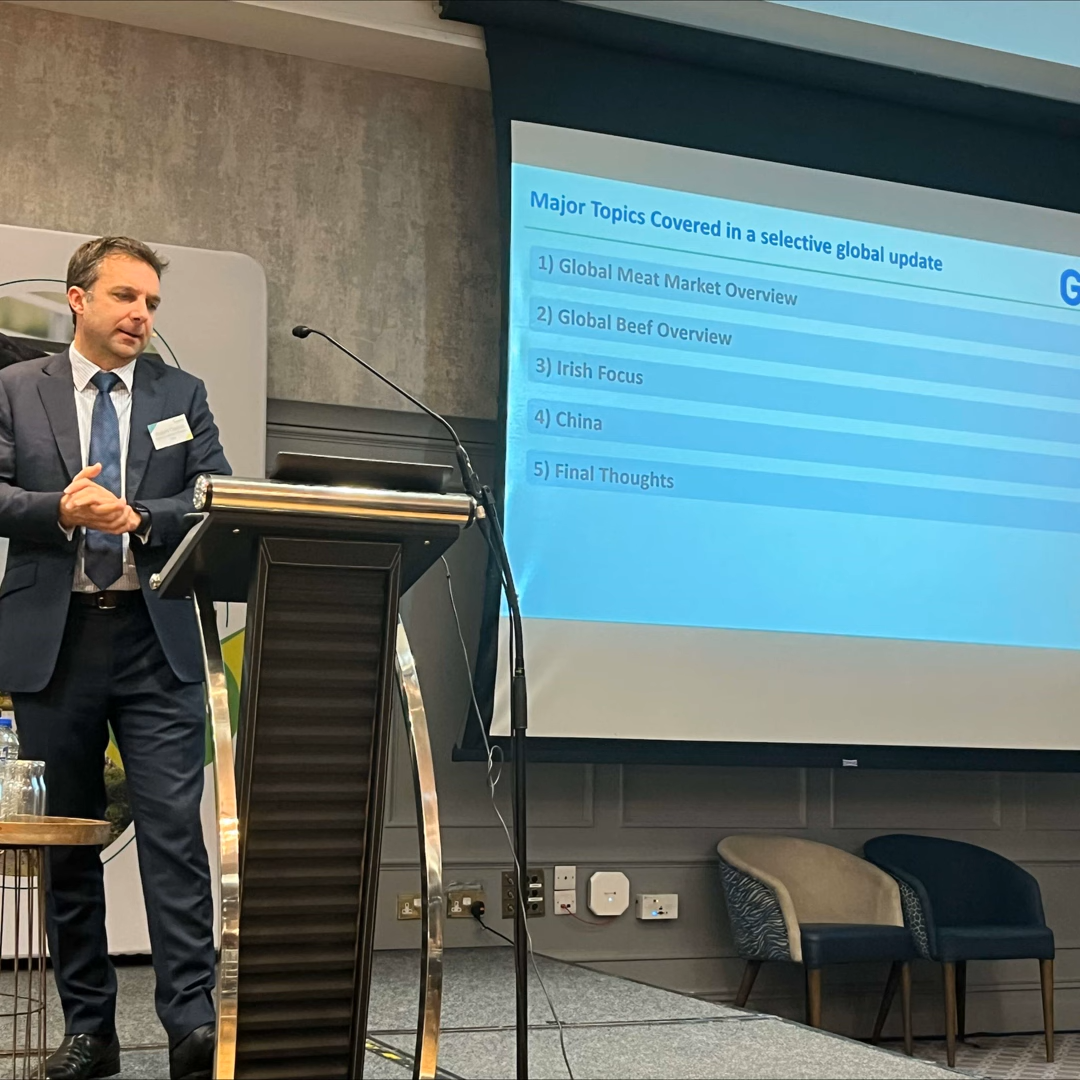 Major Topics Covered in a selective global update
G
1) Global Meat Market Overview
2) Global Beef Overview
3) Irish Focus
4) China
5) Final Thoughts